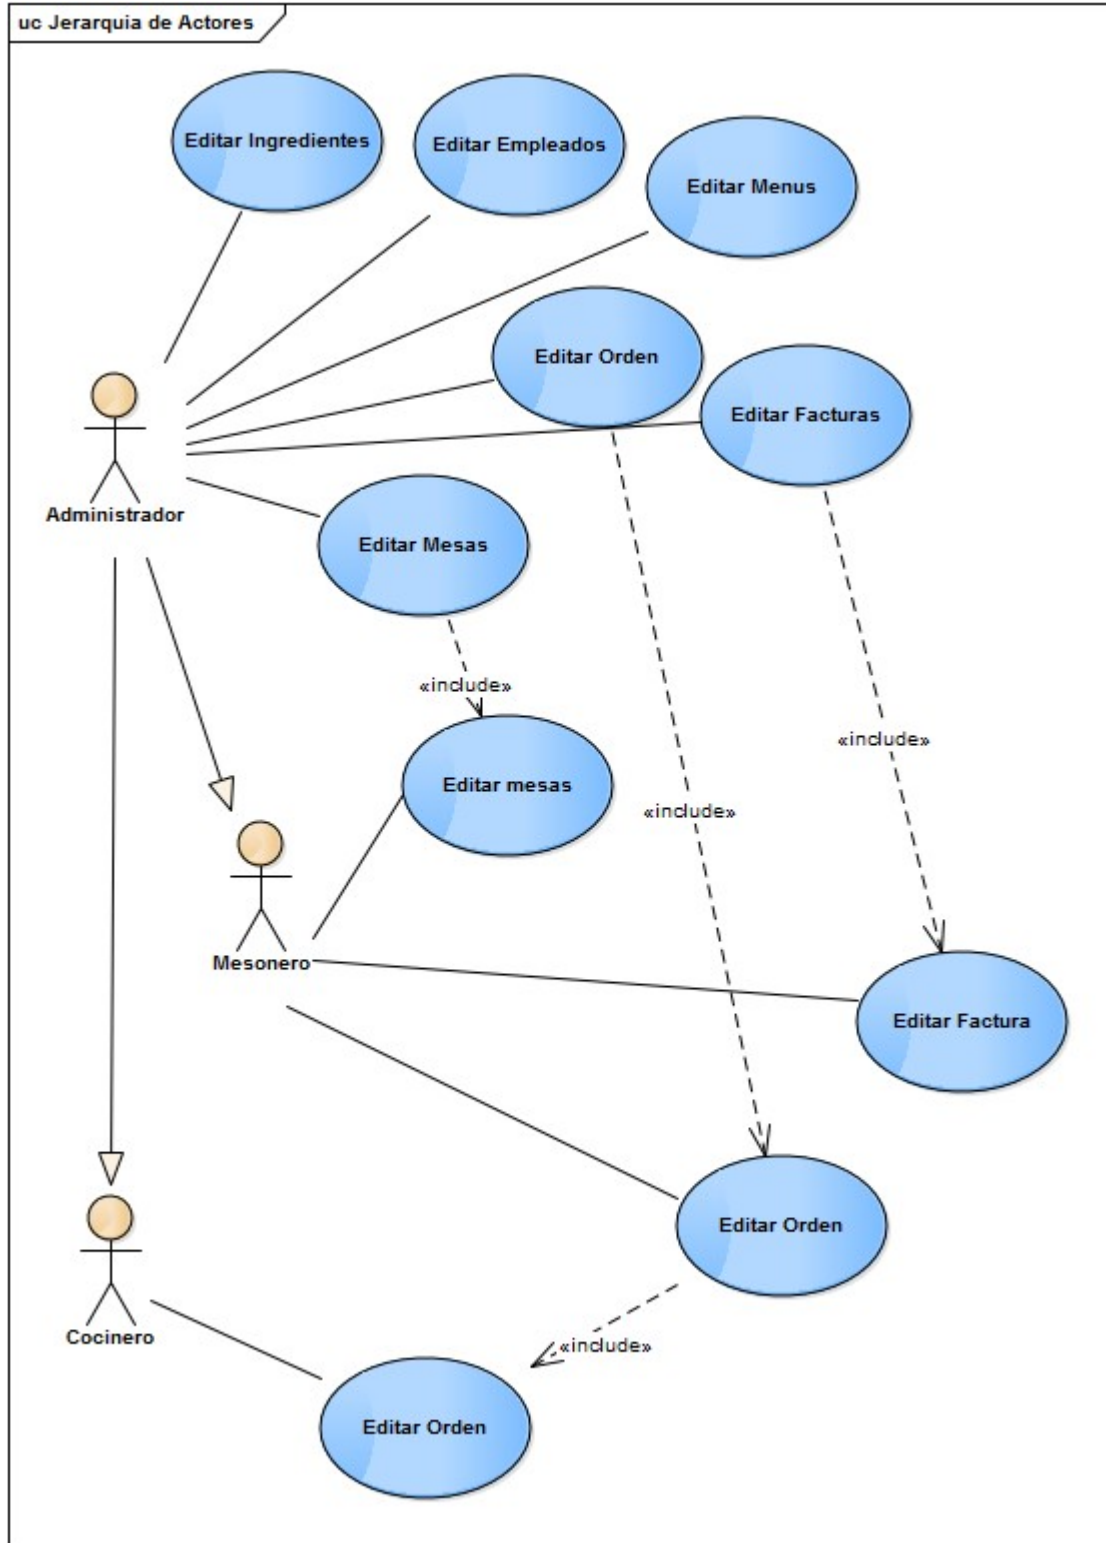 uc Jerarquia de Actores
Editar Ingredientes
Editar Empleados
Editar Menus
Editar Orden
Editar Facturas
Administrador
Editar Mesas
«include»
«include»
Editar mesas
«include»
Mesonero
Editar Factura
Editar Orden
Cocinero
«include»
Editar Orden